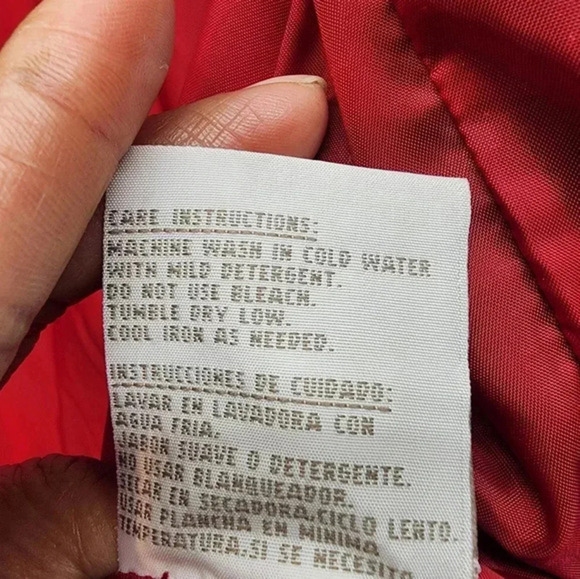 CARE INSTRUCTIONS:
MACHINE WASH IN COLD WATER
WITH MILD DETERGENT.
DO NOT USE BLEACH.
TUMBLE DRY LOW.
COOL IRON AS NEEDED.
INSTRUCCIONES DE CUIDADO:
LAVAR EN LAVADORA CON
AGUA FRIA.
JABON SUAVE O DETERGENTE.
NO USAR BLANQUEADOR.
EN SECADORA.CICLO LENTO.
USAR PLANCHA EN MINIMA
TEMPERATURA.SI SE NECESITA